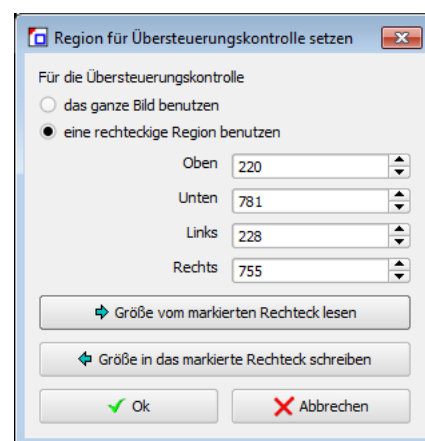 Region für Übersteuerungskontrolle setzen
Für die Übersteuerungskontrolle
das ganze Bild benutzen
eine rechteckige Region benutzen
Oben 220
Unten 781
Links 228
Rechts 755
Größe vom markierten Rechteck lesen
Größe in das markierte Rechteck schreiben
Ok Abbrechen